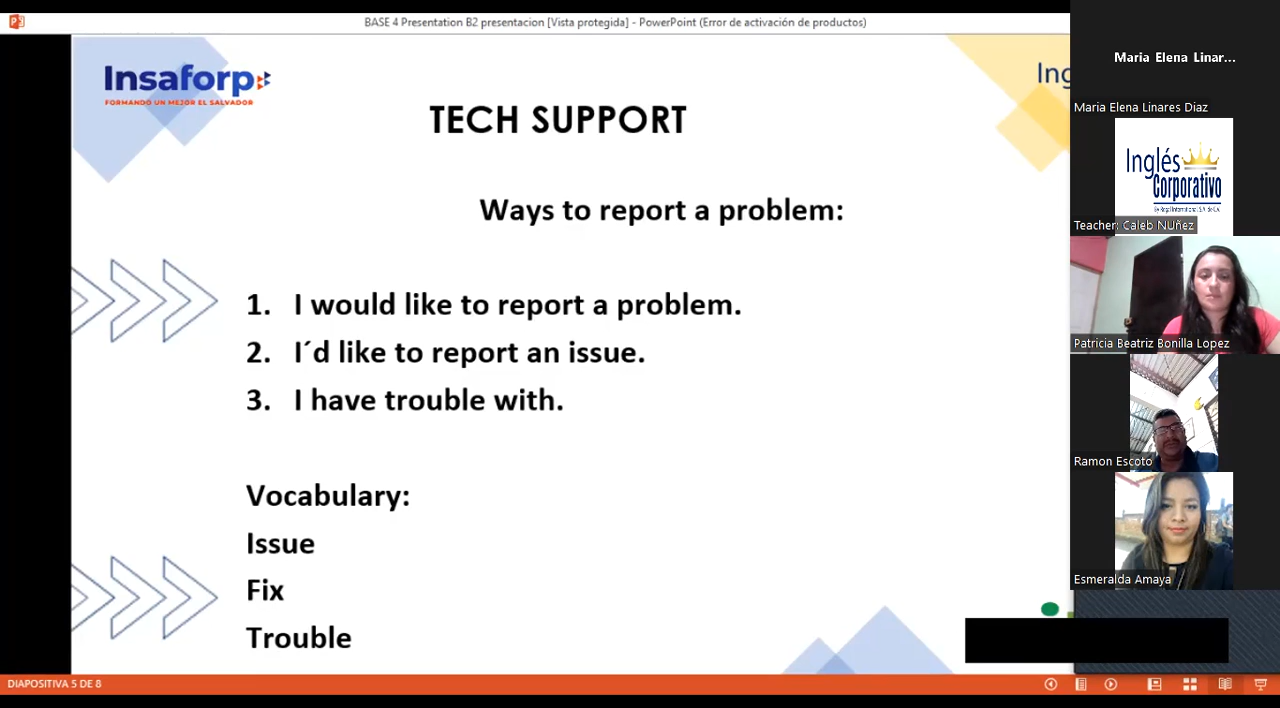 BASE 4 Presentation B2 presentacion [Vista protegida] - PowerPoint (Error de activación de productos)
Insaforp
FORMANDO UN MEJOR EL SALVADOR
Ing
TECH SUPPORT
Ways to report a problem:
1. I would like to report a problem.
2. I´d like to report an issue.
3. I have trouble with.
Vocabulary:
Issue
Fix
Trouble
DIAPOSITIVA 5 DE 8
Maria Elena Linar...
Maria Elena Linares Diaz
Inglés
Corporativo
Teacher: Caleb NUñez
Patricia Beatriz Bonilla Lopez
Ramon Escoto
Esmeralda Amaya